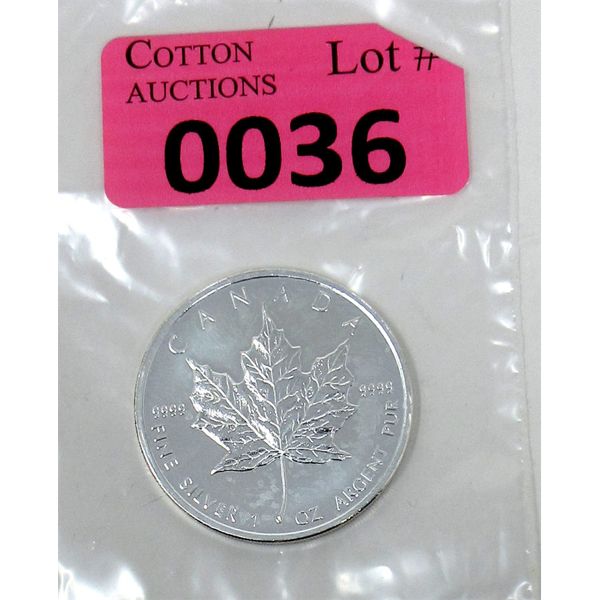 COTTON Lot #
AUCTIONS
0036
CANADA
9999 9999
FINE SILVER 1 OZ ARGENT PUR